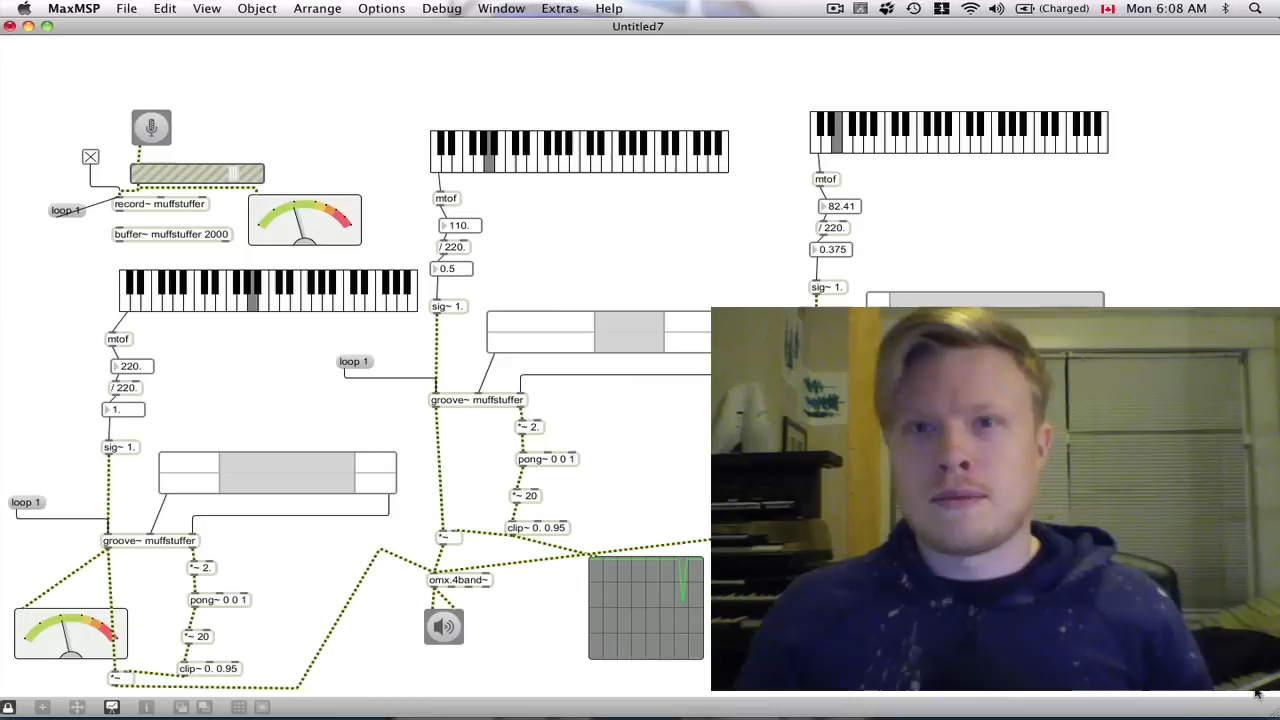 MaxMSP File Edit View Object Arrange Options Debug Window Extras Help (Charged) Mon 6:08 AM
Untitled7
loop 1
record~ muffstuffer
buffer~ muffstuffer 2000
mtof
220.
/ 220.
1.
sig~ 1.
loop 1
groove~ muffstuffer
*~ 2.
pong~ 0 0 1
*~ 20
clip~ 0. 0.95
*~
mtof
110.
/ 220.
0.5
sig~ 1.
loop 1
groove~ muffstuffer
*~ 2.
pong~ 0 0 1
*~ 20
clip~ 0. 0.95
*~
omx.4band~
mtof
82.41
/ 220.
0.375
sig~ 1.